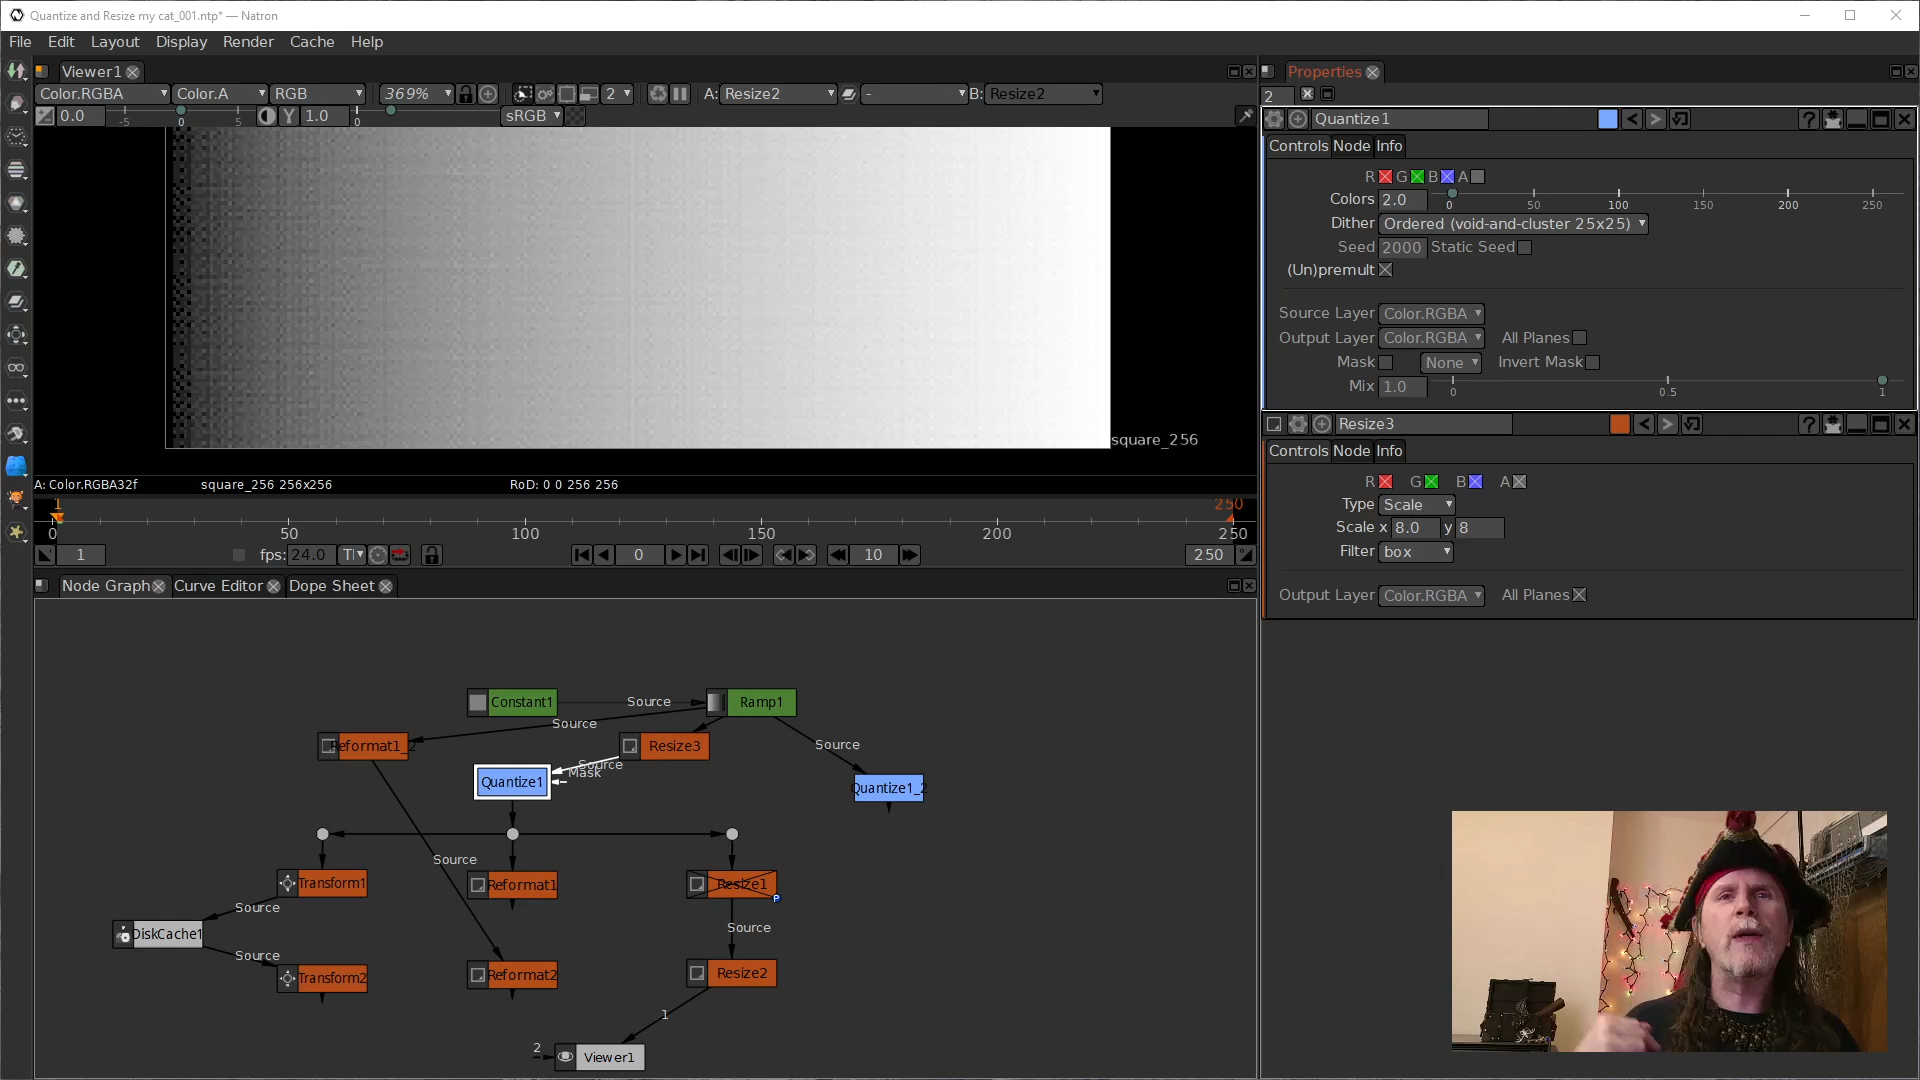 Quantize and Resize my cat_001.ntp* — Natron
File Edit Layout Display Render Cache Help
Viewer1
Color.RGBA Color.A RGB 369% 2 A: Resize2 - B: Resize2
0.0 -5 0 5 Y 1.0 0 sRGB
square_256
A: Color.RGBA32f square_256 256x256 RoD: 0 0 256 256
1 250
0 50 100 150 200 250
1 fps: 24.0 0 10 250
Node Graph Curve Editor Dope Sheet
Constant1 Source Ramp1
Source
Reformat1_2 Resize3 Source
Source
Mask
Quantize1 Quantize1_2
Source
Transform1 Reformat1 Resize1
P
Source
Source
DiskCache1
Source
Transform2 Reformat2 Resize2
1
2 Viewer1
Properties
2
Quantize1 < > ?
Controls Node Info
R G B A
Colors 2.0 0 50 100 150 200 250
Dither Ordered (void-and-cluster 25x25)
Seed 2000 Static Seed
(Un)premult
Source Layer Color.RGBA
Output Layer Color.RGBA All Planes
Mask None Invert Mask
Mix 1.0 0 0.5 1
Resize3 < > ?
Controls Node Info
R G B A
Type Scale
Scale x 8.0 y 8
Filter box
Output Layer Color.RGBA All Planes